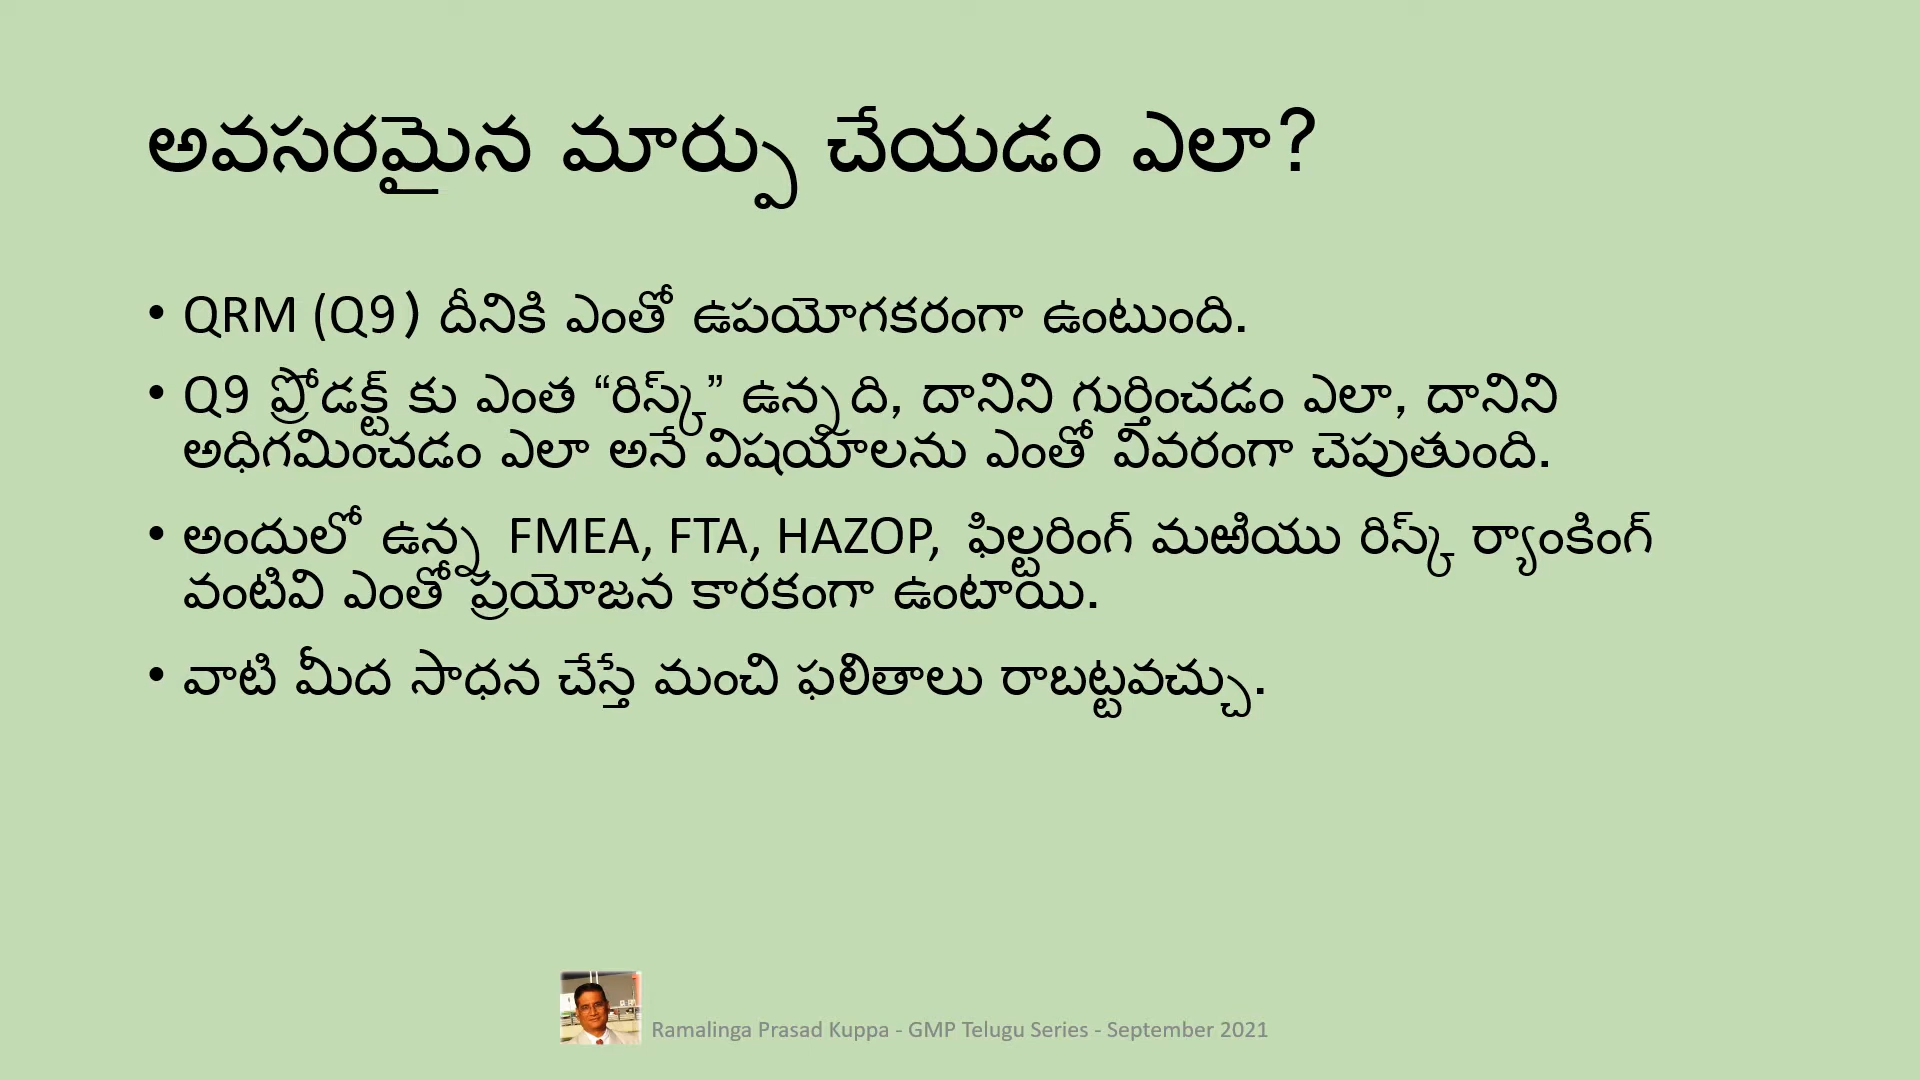 అవసరమైన మార్పు చేయడం ఎలా?
• QRM (Q9) దీనికి ఎంతో ఉపయోగకరంగా ఉంటుంది.
• Q9 ప్రోడక్ట్ కు ఎంత “రిస్క్” ఉన్నది, దానిని గుర్తించడం ఎలా, దానిని
అధిగమించడం ఎలా అనే విషయాలను ఎంతో వివరంగా చెపుతుంది.
• అందులో ఉన్న FMEA, FTA, HAZOP, ఫిల్టరింగ్ మఱియు రిస్క్ ర్యాంకింగ్
వంటివి ఎంతో ప్రయోజన కారకంగా ఉంటాయి.
• వాటి మీద సాధన చేస్తే మంచి ఫలితాలు రాబట్టవచ్చు.
Ramalinga Prasad Kuppa - GMP Telugu Series - September 2021